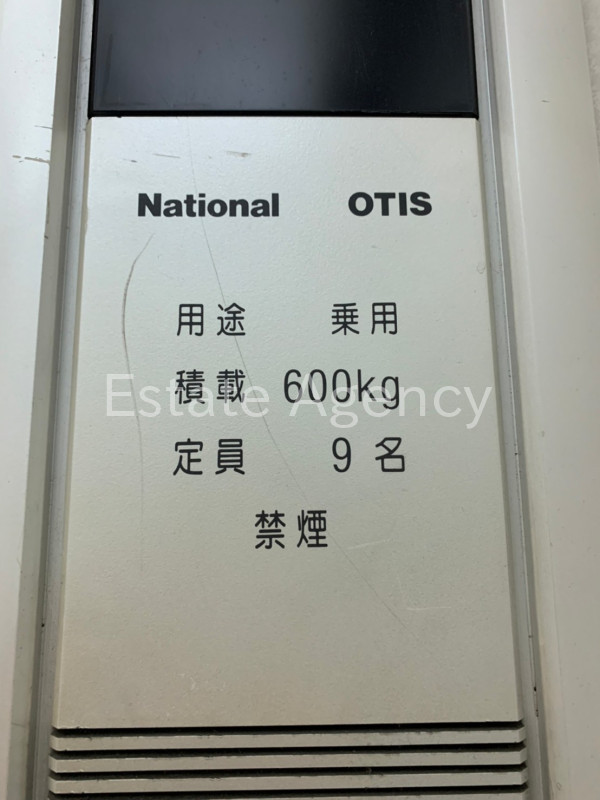 National OTIS
用途 乗用
積載 600kg
Estate Agency
定員 9名
禁煙